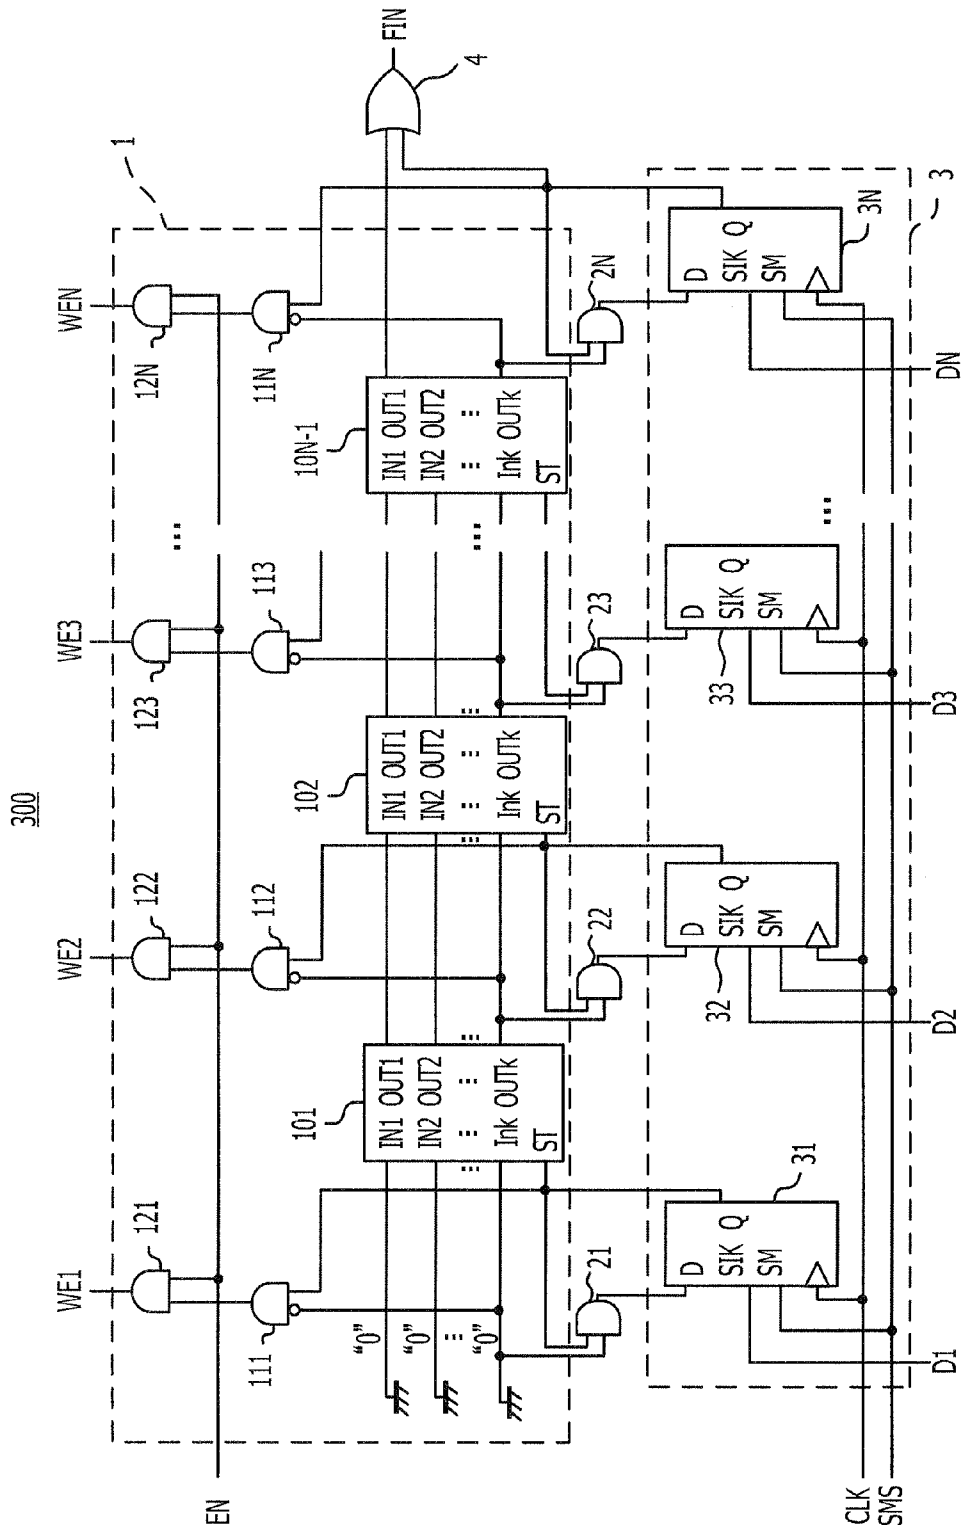 300
WE1
WE2
WE3
...
WEN
1
121
122
123
12N
EN
111
112
113
11N
FIN
4
101
102
10N-1
"0"
"0"
...
"0"
IN1 OUT1
IN2 OUT2
... ...
Ink OUTk
ST
IN1 OUT1
IN2 OUT2
... ...
Ink OUTk
ST
IN1 OUT1
IN2 OUT2
... ...
Ink OUTk
ST
21
22
23
2N
31
32
33
3N
3
D
SIK Q
SM
D
SIK Q
SM
D
SIK Q
SM
D
SIK Q
SM
...
CLK
SMS
D1
D2
D3
DN